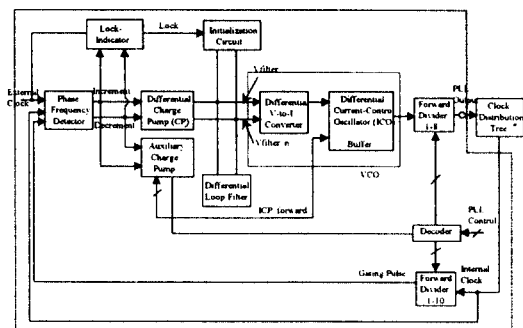 Lock-Indicator
Lock
Initialization Circuit
External Clock
Phase Frequency Detector
Increment
Decrement
Differential Charge Pump (CP)
Auxiliary Charge Pump
Vfilter
Vfilter n
Differential V-to-I Converter
Differential Current-Control Oscillator (ICO)
Buffer
VCO
Forward Divider 1-8
PLL Output
Clock Distribution Tree
Differential Loop Filter
ICP forward
Decoder
PLL Control
Gating Pulse
Forward Divider 1-10
Internal Clock